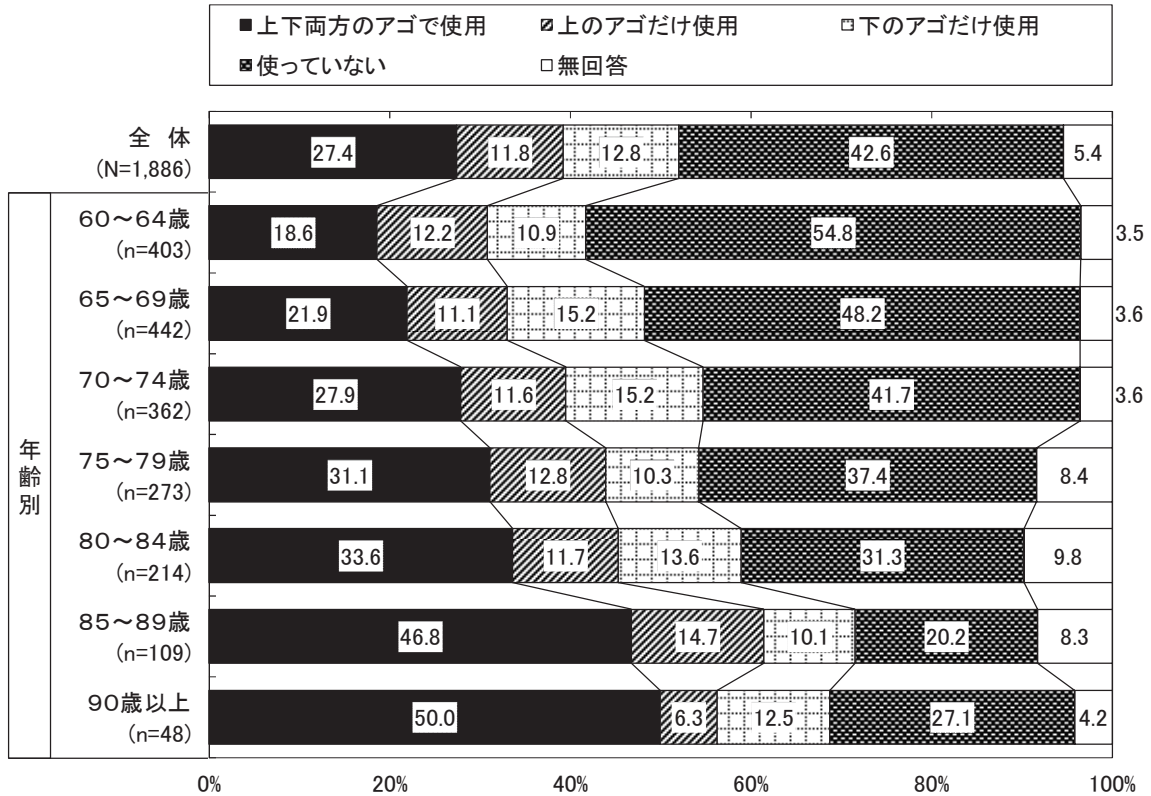 ■上下両方のアゴで使用 上のアゴだけ使用 下のアゴだけ使用
使っていない □無回答
全 体
(N=1,886)
27.4 11.8 12.8 42.6 5.4
年齢別
60～64歳
(n=403)
18.6 12.2 10.9 54.8 3.5
65～69歳
(n=442)
21.9 11.1 15.2 48.2 3.6
70～74歳
(n=362)
27.9 11.6 15.2 41.7 3.6
75～79歳
(n=273)
31.1 12.8 10.3 37.4 8.4
80～84歳
(n=214)
33.6 11.7 13.6 31.3 9.8
85～89歳
(n=109)
46.8 14.7 10.1 20.2 8.3
90歳以上
(n=48)
50.0 6.3 12.5 27.1 4.2
0% 20% 40% 60% 80% 100%